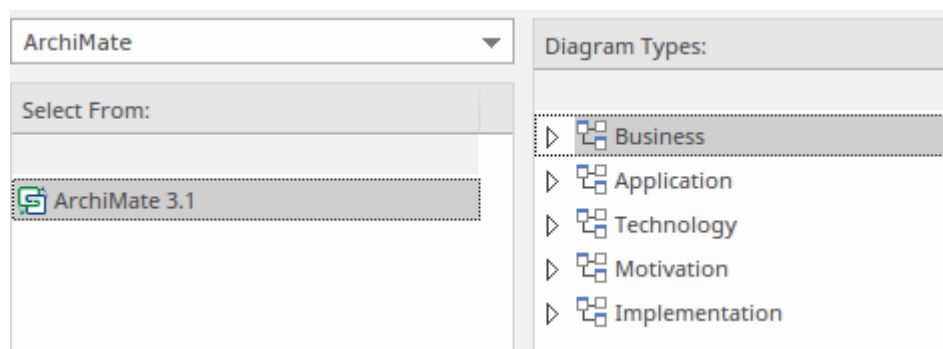 ArchiMate
Select From:
ArchiMate 3.1
Diagram Types:
Business
Application
Technology
Motivation
Implementation